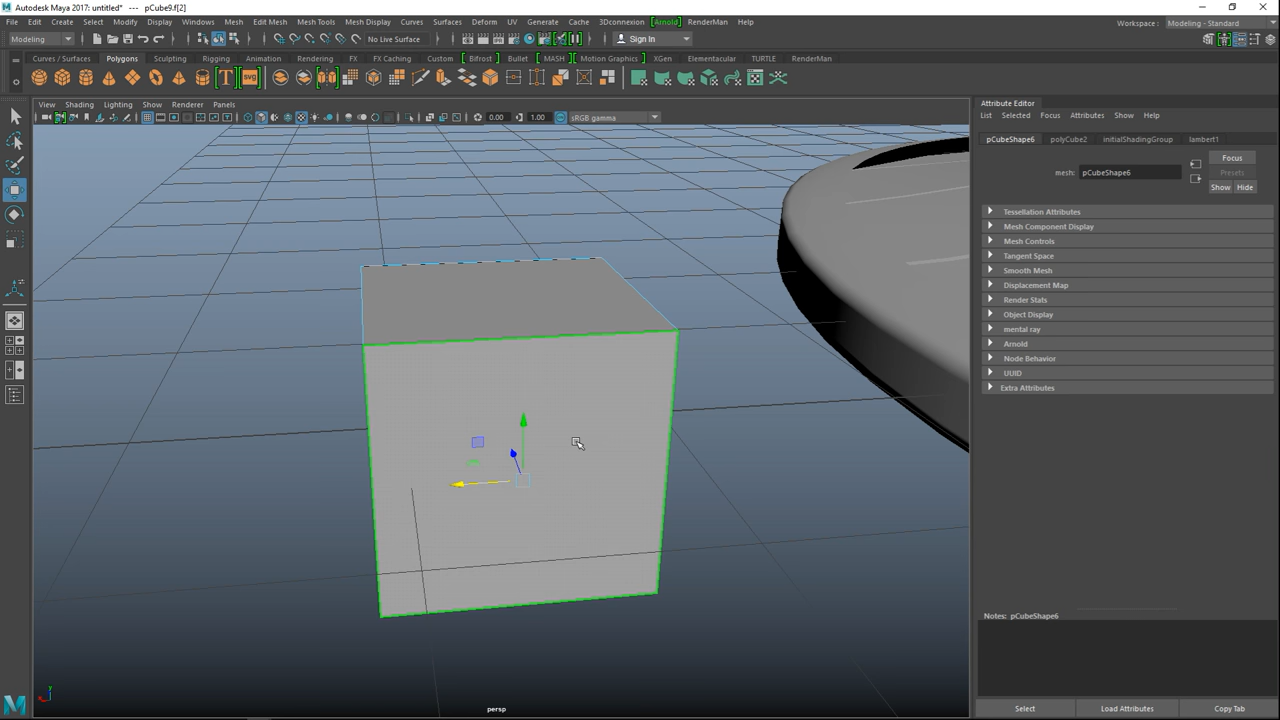 Autodesk Maya 2017: untitled* --- pCube9.f[2]
File Edit Create Select Modify Display Windows Mesh Edit Mesh Mesh Tools Mesh Display Curves Surfaces Deform UV Generate Cache 3Dconnexion [Arnold] RenderMan Help
Workspace : Modeling - Standard
Modeling No Live Surface Sign In
Curves / Surfaces Polygons Sculpting Rigging Animation Rendering FX FX Caching Custom Bifrost Bullet MASH Motion Graphics XGen Elementacular TURTLE RenderMan
T svg
View Shading Lighting Show Renderer Panels
0.00 1.00 sRGB gamma
persp
Attribute Editor
List Selected Focus Attributes Show Help
pCubeShape6 polyCube2 initialShadingGroup lambert1
Focus
mesh: pCubeShape6 Presets
Show Hide
Tessellation Attributes
Mesh Component Display
Mesh Controls
Tangent Space
Smooth Mesh
Displacement Map
Render Stats
Object Display
mental ray
Arnold
Node Behavior
UUID
Extra Attributes
Notes: pCubeShape6
Select Load Attributes Copy Tab